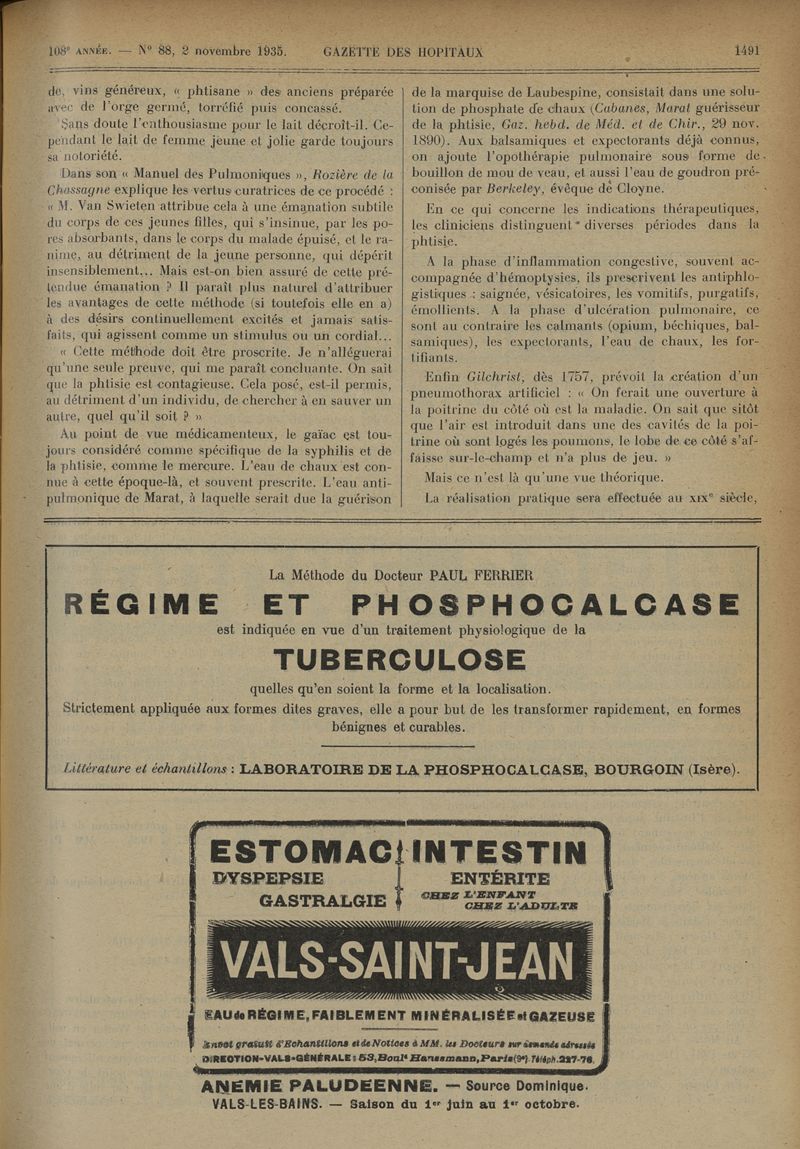 108e ANNÉE. — N° 88, 2 novembre 1935. GAZETTE DES HOPITAUX 1491
de, vins généreux, « phtisane » des anciens préparée
avec de l'orge germé, torréfié puis concassé.
Sans doute l'enthousiasme pour le lait décroît-il. Ce-
pendant le lait de femme jeune et jolie garde toujours
sa notoriété.
Dans son « Manuel des Pulmoniques », Rozière de la
Chassagne explique les vertus curatrices de ce procédé :
« M. Van Swieten attribue cela à une émanation subtile
du corps de ces jeunes filles, qui s'insinue, par les po-
res absorbants, dans le corps du malade épuisé, et le ra-
nime, au détriment de la jeune personne, qui dépérit
insensiblement... Mais est-on bien assuré de cette pré-
tendue émanation ? Il paraît plus naturel d'attribuer
les avantages de cette méthode (si toutefois elle en a)
à des désirs continuellement excités et jamais satis-
faits, qui agissent comme un stimulus ou un cordial...
« Cette méthode doit être proscrite. Je n'alléguerai
qu'une seule preuve, qui me paraît concluante. On sait
que la phtisie est contagieuse. Cela posé, est-il permis,
au détriment d'un individu, de chercher à en sauver un
autre, quel qu'il soit ? »
Au point de vue médicamenteux, le gaïac est tou-
jours considéré comme spécifique de la syphilis et de
la phtisie, comme le mercure. L'eau de chaux est con-
nue à cette époque-là, et souvent prescrite. L'eau anti-
pulmonique de Marat, à laquelle serait due la guérison
de la marquise de Laubespine, consistait dans une solu-
tion de phosphate de chaux (Cabanes, Marat guérisseur
de la phtisie, Gaz. hebd. de Méd. et de Chir., 29 nov.
1890). Aux balsamiques et expectorants déjà connus,
on ajoute l'opothérapie pulmonaire sous forme de
bouillon de mou de veau, et aussi l'eau de goudron pré-
conisée par Berkeley, évêque de Cloyne.
En ce qui concerne les indications thérapeutiques,
les cliniciens distinguent diverses périodes dans la
phtisie.
A la phase d'inflammation congestive, souvent ac-
compagnée d'hémoptysies, ils prescrivent les antiphlo-
gistiques : saignée, vésicatoires, les vomitifs, purgatifs,
émollients. A la phase d'ulcération pulmonaire, ce
sont au contraire les calmants (opium, béchiques, bal-
samiques), les expectorants, l'eau de chaux, les for-
tifiants.
Enfin Gilchrist, dès 1757, prévoit la création d'un
pneumothorax artificiel : « On ferait une ouverture à
la poitrine du côté où est la maladie. On sait que sitôt
que l'air est introduit dans une des cavités de la poi-
trine où sont logés les poumons, le lobe de ce côté s'af-
faisse sur-le-champ et n'a plus de jeu. »
Mais ce n'est là qu'une vue théorique.
La réalisation pratique sera effectuée au XIXe siècle,
La Méthode du Docteur PAUL FERRIER
RÉGIME ET PHOSPHOCALCASE
est indiquée en vue d'un traitement physiologique de la
TUBERCULOSE
quelles qu'en soient la forme et la localisation.
Strictement appliquée aux formes dites graves, elle a pour but de les transformer rapidement, en formes
bénignes et curables.
Littérature et échantillons : LABORATOIRE DE LA PHOSPHOCALCASE, BOURGOIN (Isère).
ESTOMAC INTESTIN
DYSPEPSIE ENTÉRITE
GASTRALGIE CHEZ L'ENFANT
CHEZ L'ADULTE
VALS-SAINT-JEAN
EAU de RÉGIME, FAIBLEMENT MINÉRALISÉE et GAZEUSE
Envoi gratuit d'Echantillons et de Notices à MM. les Docteurs sur demande adressée
DIRECTION-VALS-GÉNÉRALE : 53, Boult Haussmann, Paris (9e). Téléph. 227-76.
ANEMIE PALUDEENNE. — Source Dominique.
VALS-LES-BAINS. — Saison du 1er juin au 1er octobre.